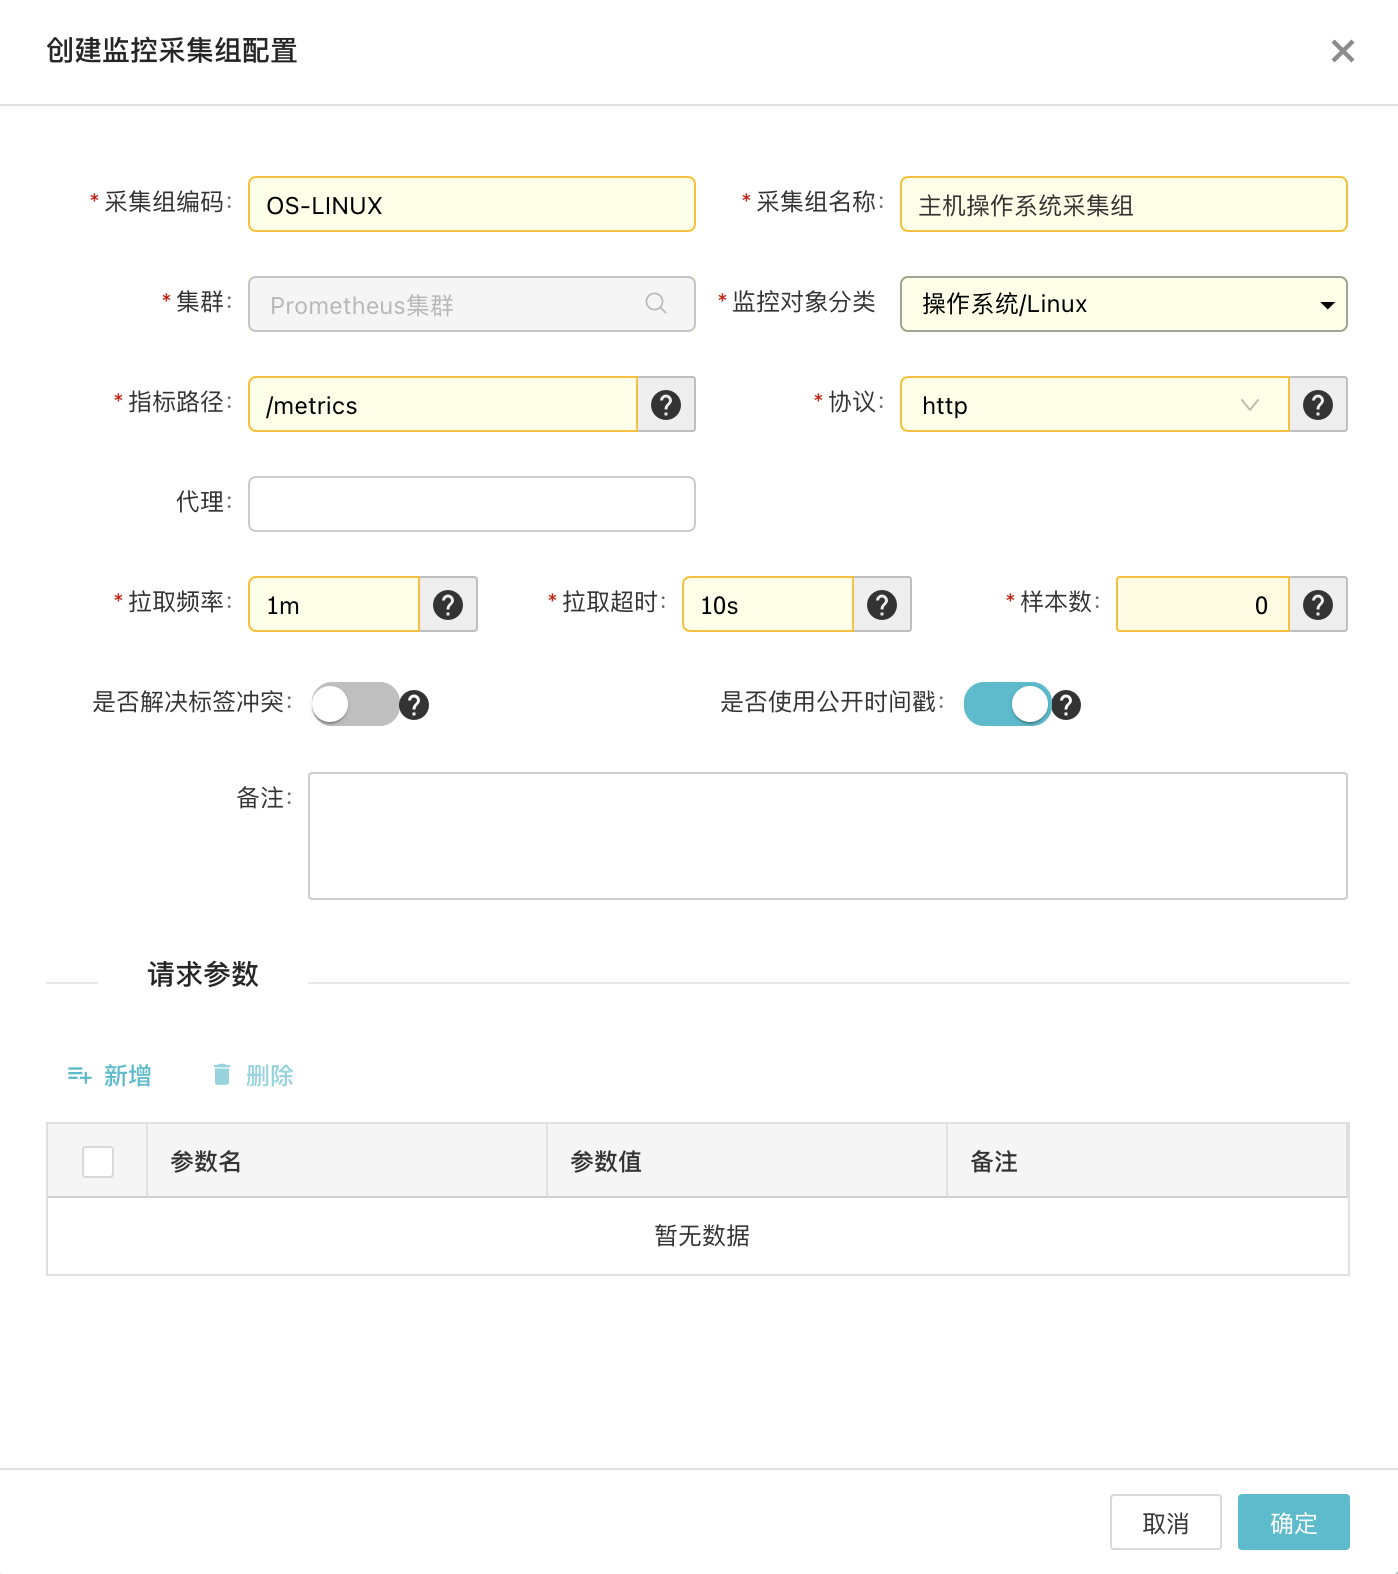 创建监控采集组配置
* 采集组编码: OS-LINUX * 采集组名称: 主机操作系统采集组
* 集群: Prometheus集群 * 监控对象分类 操作系统/Linux
* 指标路径: /metrics * 协议: http
代理:
* 拉取频率: 1m * 拉取超时: 10s * 样本数: 0
是否解决标签冲突: 是否使用公开时间戳:
备注:
请求参数
新增 删除
参数名 参数值 备注
暂无数据
取消 确定